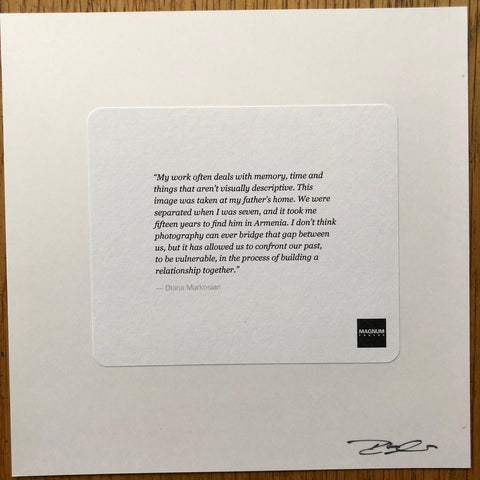 "My work often deals with memory, time and
things that aren't visually descriptive. This
image was taken at my father's home. We were
separated when I was seven, and it took me
fifteen years to find him in Armenia. I don't think
photography can ever bridge that gap between
us, but it has allowed us to confront our past,
to be vulnerable, in the process of building a
relationship together."
— Diana Markosian
MAGNUM
PHOTOS